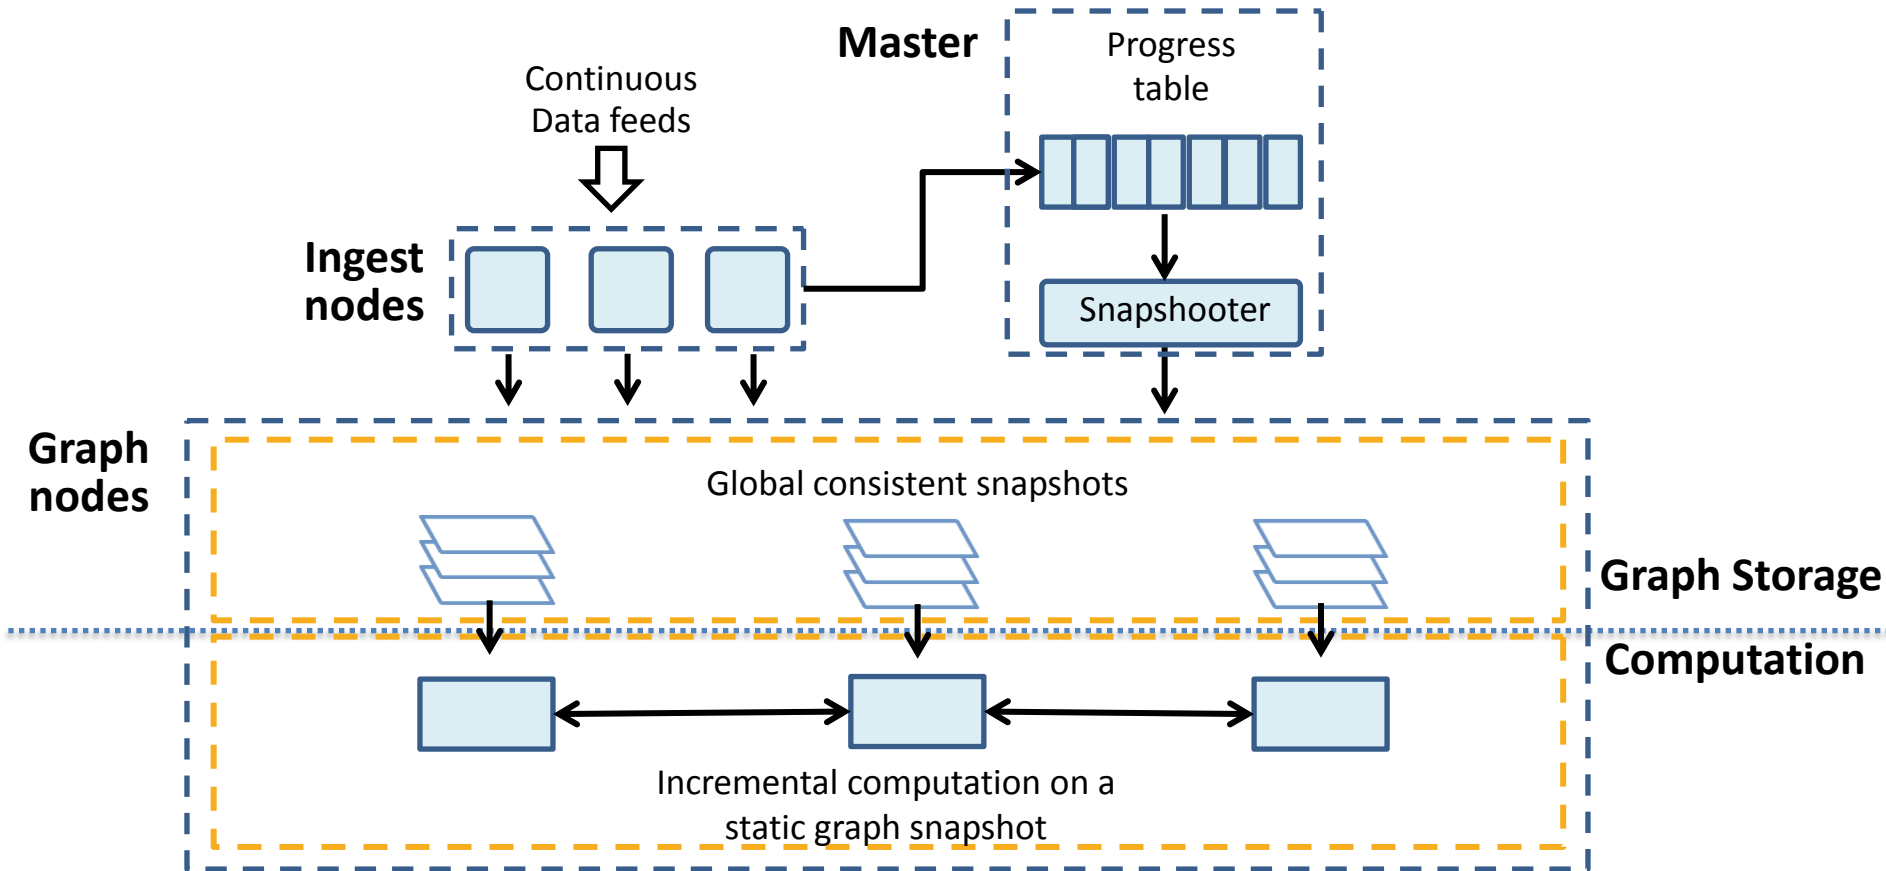 Master
Progress
table
Continuous
Data feeds
Ingest
nodes
Snapshooter
Graph
nodes
Global consistent snapshots
Graph Storage
Computation
Incremental computation on a
static graph snapshot